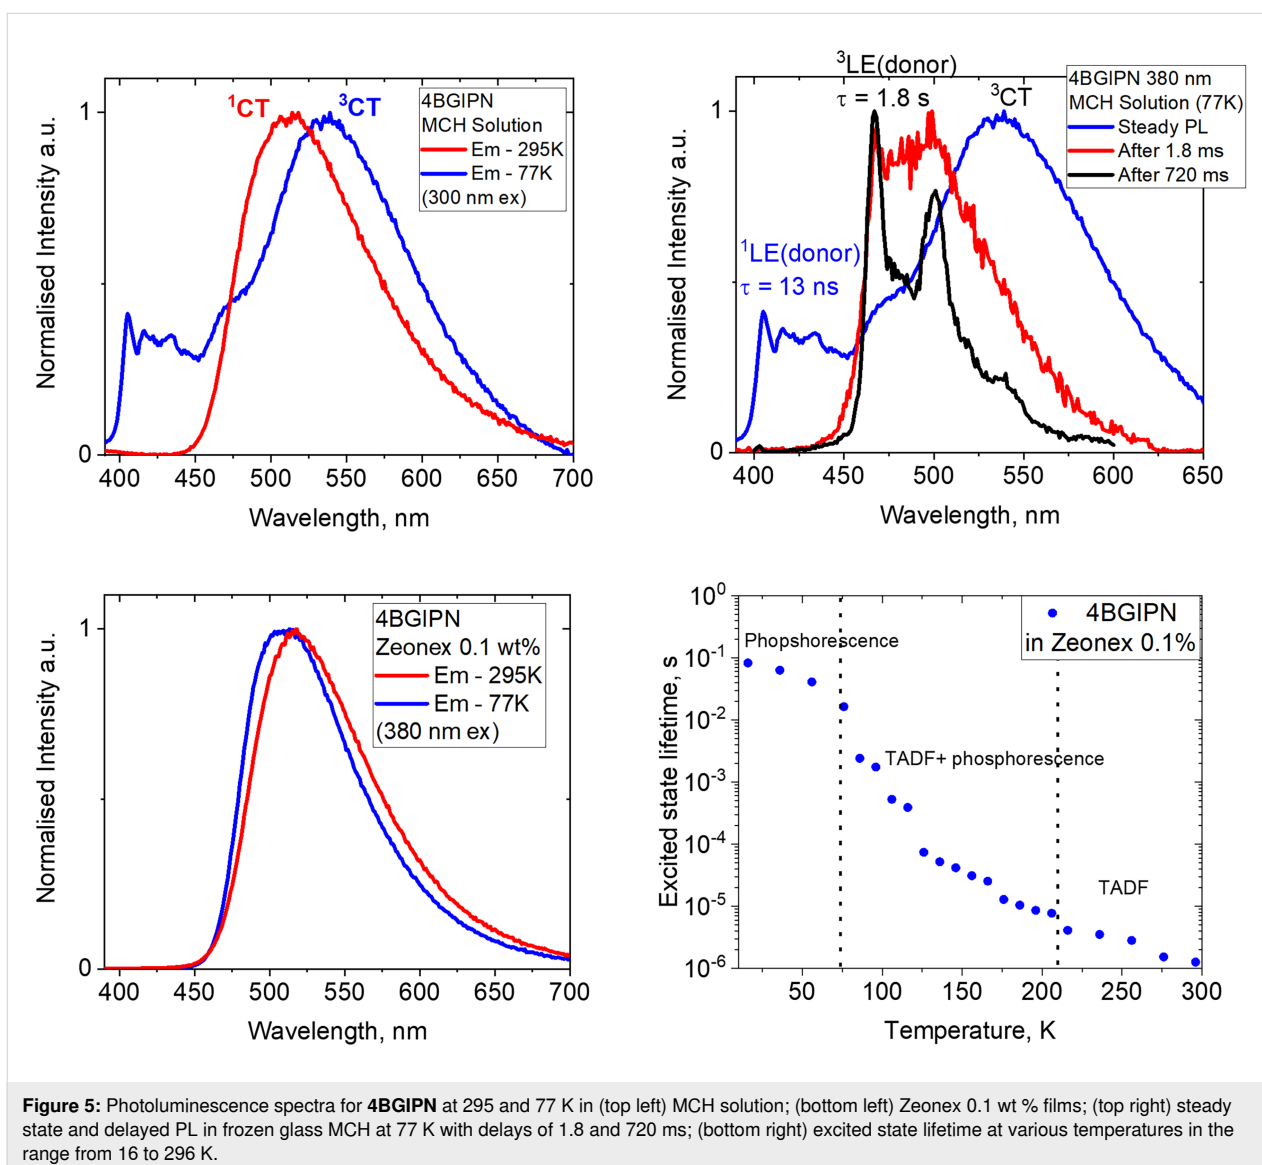 ¹CT
³CT
4BGIPN
MCH Solution
Em - 295K
Em - 77K
(300 nm ex)
1
0
Normalised Intensity a.u.
400 450 500 550 600 650 700
Wavelength, nm
³LE(donor)
τ = 1.8 s
³CT
4BGIPN 380 nm
MCH Solution (77K)
Steady PL
After 1.8 ms
After 720 ms
¹LE(donor)
τ = 13 ns
1
0
Normalised Intensity a.u.
400 450 500 550 600 650
Wavelength, nm
4BGIPN
Zeonex 0.1 wt%
Em - 295K
Em - 77K
(380 nm ex)
1
0
Normalised Intensity a.u.
400 450 500 550 600 650 700
Wavelength, nm
4BGIPN
in Zeonex 0.1%
Phopshorescence
TADF+ phosphorescence
TADF
10⁰
10⁻¹
10⁻²
10⁻³
10⁻⁴
10⁻⁵
10⁻⁶
Excited state lifetime, s
50 100 150 200 250 300
Temperature, K
Figure 5: Photoluminescence spectra for 4BGIPN at 295 and 77 K in (top left) MCH solution; (bottom left) Zeonex 0.1 wt % films; (top right) steady
state and delayed PL in frozen glass MCH at 77 K with delays of 1.8 and 720 ms; (bottom right) excited state lifetime at various temperatures in the
range from 16 to 296 K.